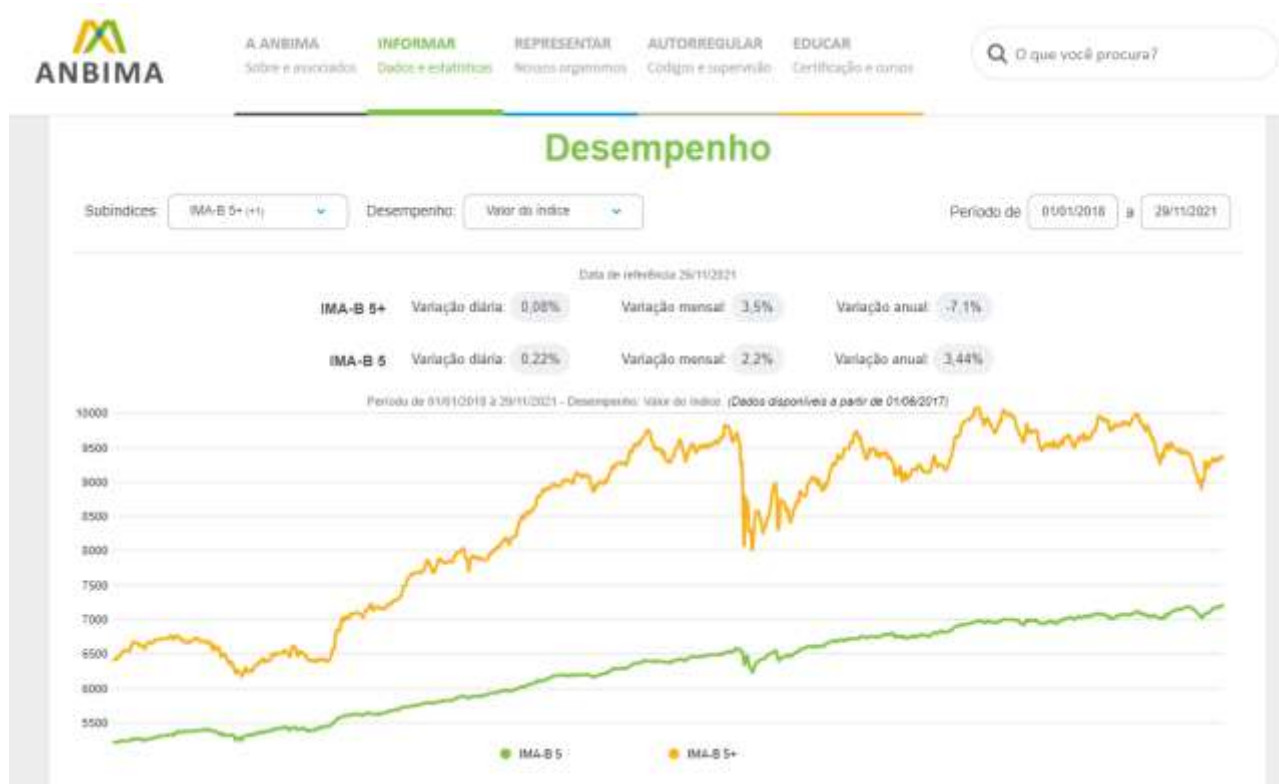 ANBIMA
A ANBIMA INFORMAR REPRESENTAR AUTORREGULAR EDUCAR
Sobre e associados Dados e estatísticas Nossos organismos Códigos e supervisão Certificação e cursos
O que você procura?
Desempenho
Subíndices: IMA-B 5+ (+1) Desempenho: Valor do índice Período de 01/01/2018 a 29/11/2021
Data de referência 29/11/2021
IMA-B 5+ Variação diária: 0,08% Variação mensal: 3,5% Variação anual: -7,1%
IMA-B 5 Variação diária: 0,22% Variação mensal: 2,2% Variação anual: 3,44%
Período de 01/01/2018 à 29/11/2021 - Desempenho: Valor do índice (Dados disponíveis a partir de 01/06/2017)
10000
9500
9000
8500
8000
7500
7000
6500
6000
5500
IMA-B 5 IMA-B 5+